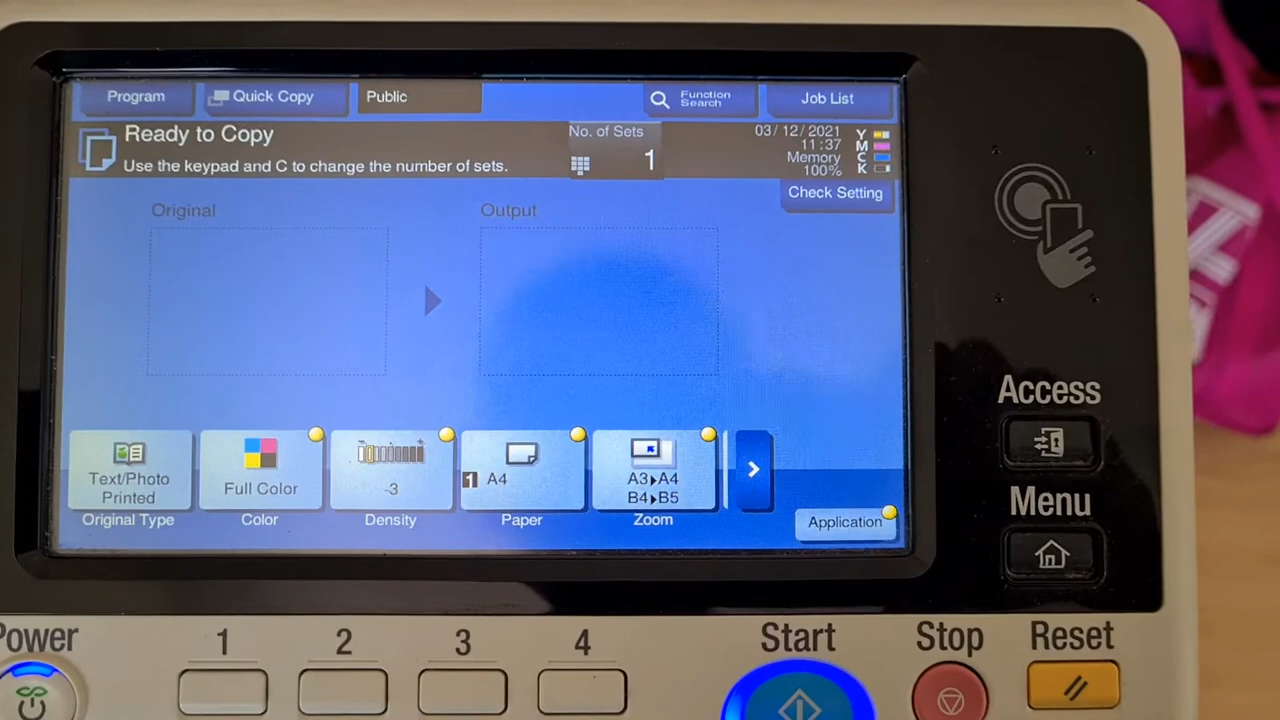 Program
Quick Copy
Public
Function
Search
Job List
Ready to Copy
Use the keypad and C to change the number of sets.
No. of Sets
1
03/12/2021
11:37
Memory
100%
Y
M
C
K
Check Setting
Original
Output
Text/Photo
Printed
Original Type
Full Color
Color
-3
Density
1 A4
Paper
A3▶A4
B4▶B5
Zoom
Application
Access
Menu
Power
1
2
3
4
Start
Stop
Reset